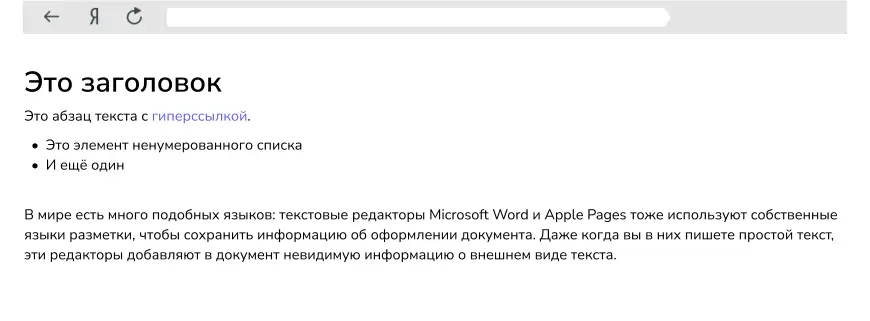 Я
Это заголовок
Это абзац текста с гиперссылкой.
• Это элемент ненумерованного списка
• И ещё один
В мире есть много подобных языков: текстовые редакторы Microsoft Word и Apple Pages тоже используют собственные
языки разметки, чтобы сохранить информацию об оформлении документа. Даже когда вы в них пишете простой текст,
эти редакторы добавляют в документ невидимую информацию о внешнем виде текста.